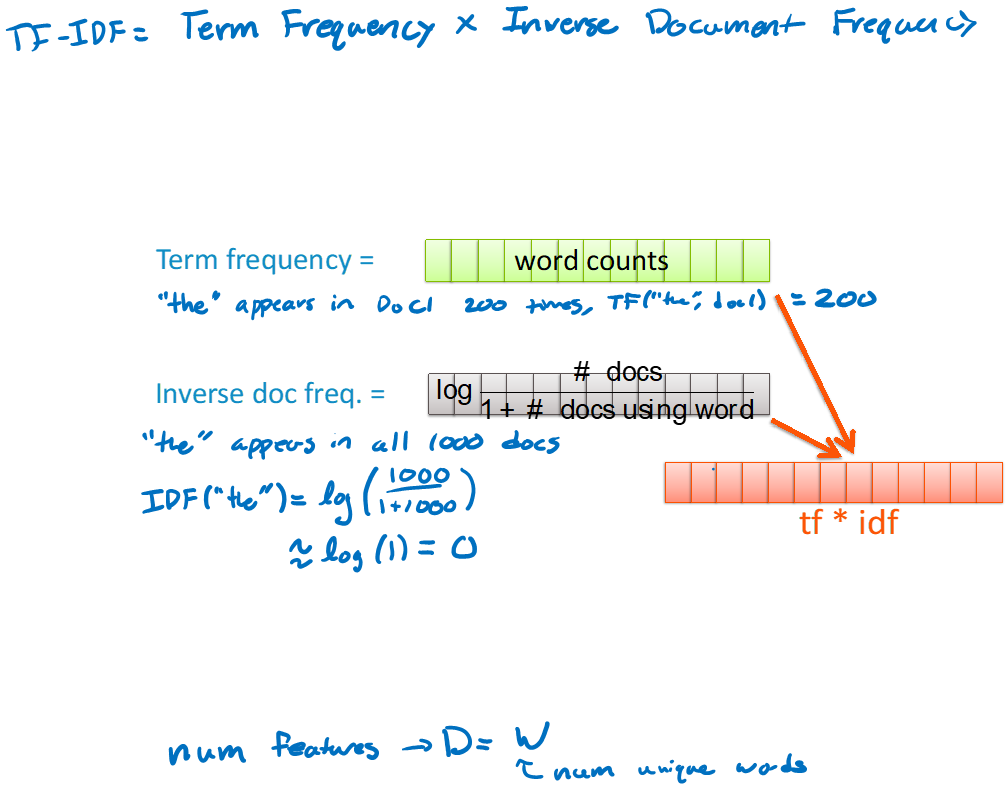 TF-IDF = Term Frequency × Inverse Document Frequency
Term frequency = word counts
"the" appears in Doc1 200 times, TF("the", doc1) = 200
Inverse doc freq. = log # docs / 1 + # docs using word
"the" appears in all 1000 docs
IDF("the") = log (1000 / 1+1000)
≈ log (1) = 0
tf * idf
num features → D = W
↑ num unique words